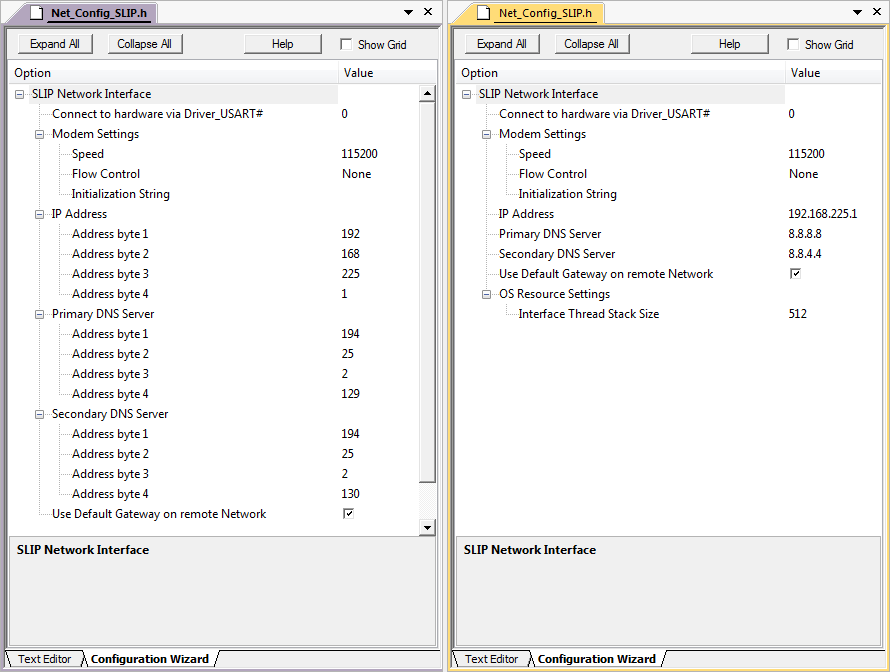 Net_Config_SLIP.h
Expand All Collapse All Help Show Grid
Option Value
SLIP Network Interface
Connect to hardware via Driver_USART# 0
Modem Settings
Speed 115200
Flow Control None
Initialization String
IP Address
Address byte 1 192
Address byte 2 168
Address byte 3 225
Address byte 4 1
Primary DNS Server
Address byte 1 194
Address byte 2 25
Address byte 3 2
Address byte 4 129
Secondary DNS Server
Address byte 1 194
Address byte 2 25
Address byte 3 2
Address byte 4 130
Use Default Gateway on remote Network
SLIP Network Interface
Text Editor Configuration Wizard
Net_Config_SLIP.h
Expand All Collapse All Help Show Grid
Option Value
SLIP Network Interface
Connect to hardware via Driver_USART# 0
Modem Settings
Speed 115200
Flow Control None
Initialization String
IP Address 192.168.225.1
Primary DNS Server 8.8.8.8
Secondary DNS Server 8.8.4.4
Use Default Gateway on remote Network
OS Resource Settings
Interface Thread Stack Size 512
SLIP Network Interface
Text Editor Configuration Wizard